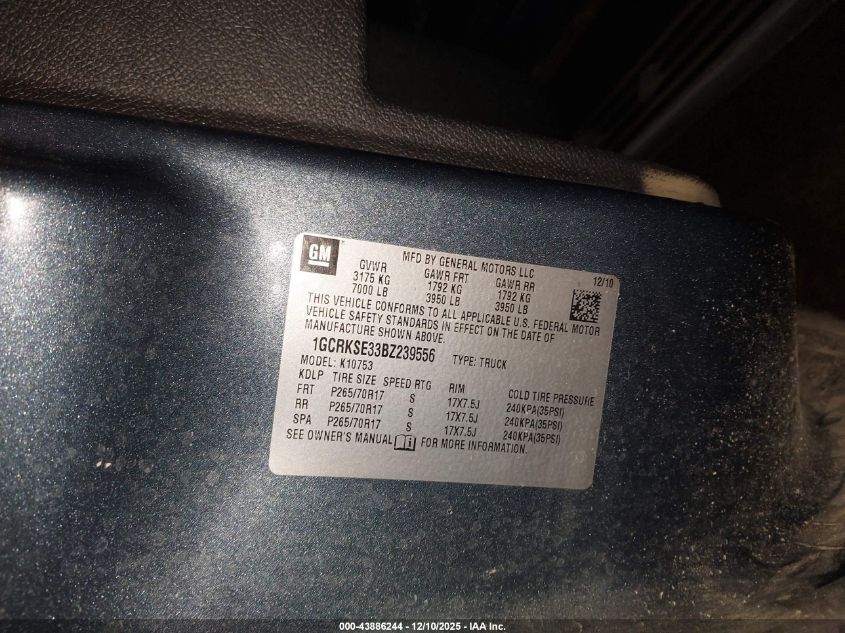 GM
MFD BY GENERAL MOTORS LLC
GVWR GAWR FRT GAWR RR 12/10
3175 KG 1792 KG 1792 KG
7000 LB 3950 LB 3950 LB
THIS VEHICLE CONFORMS TO ALL APPLICABLE U.S. FEDERAL MOTOR
VEHICLE SAFETY STANDARDS IN EFFECT ON THE DATE OF
MANUFACTURE SHOWN ABOVE.
1GCRKSE33BZ239556 TYPE: TRUCK
MODEL: K10753
KDLP TIRE SIZE SPEED RTG RIM COLD TIRE PRESSURE
FRT P265/70R17 S 17X7.5J 240KPA(35PSI)
RR P265/70R17 S 17X7.5J 240KPA(35PSI)
SPA P265/70R17 S 17X7.5J 240KPA(35PSI)
SEE OWNER'S MANUAL FOR MORE INFORMATION.
000-43886244 - 12/10/2025 - IAA Inc.